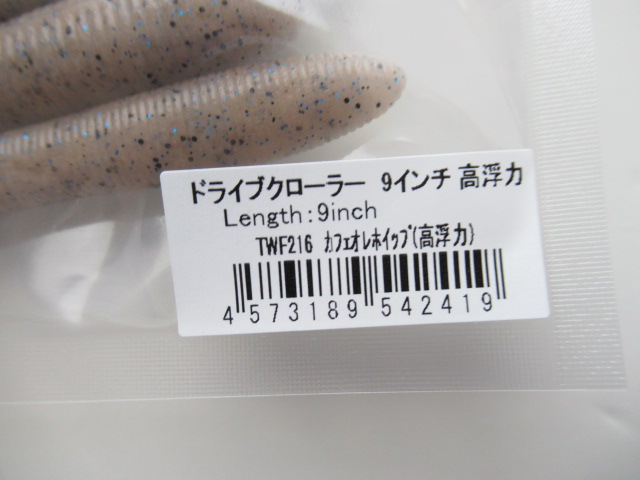 ドライブクローラー 9インチ 高浮力
Length:9inch
TWF216 ｶﾌｪｵﾚﾎｲｯﾌﾟ(高浮力)
4 573189 542419